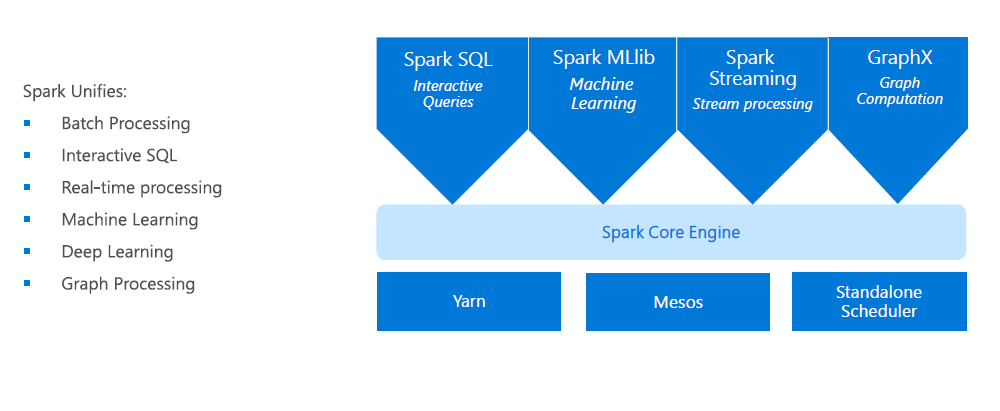 Spark Unifies:
▪ Batch Processing
▪ Interactive SQL
▪ Real-time processing
▪ Machine Learning
▪ Deep Learning
▪ Graph Processing
Spark SQL
Interactive
Queries
Spark MLlib
Machine
Learning
Spark
Streaming
Stream processing
GraphX
Graph
Computation
Spark Core Engine
Yarn
Mesos
Standalone
Scheduler